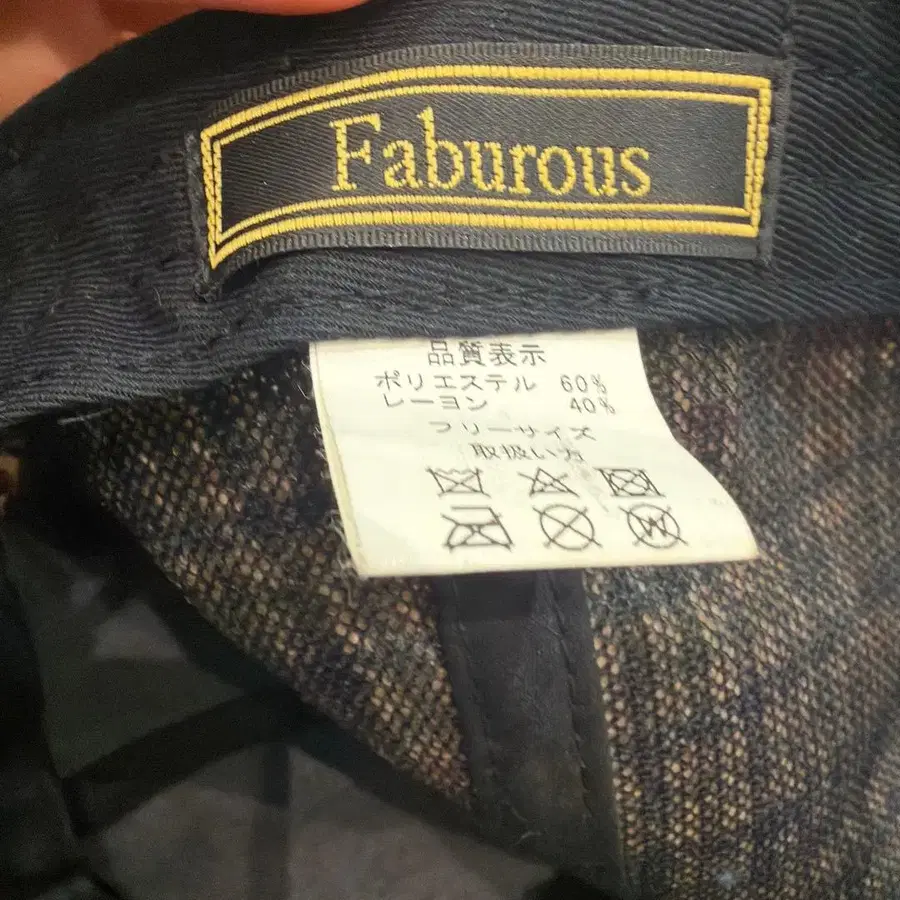 Faburous
品質表示
ポリエステル 60%
レーヨン 40%
フリーサイズ
取扱い方
W